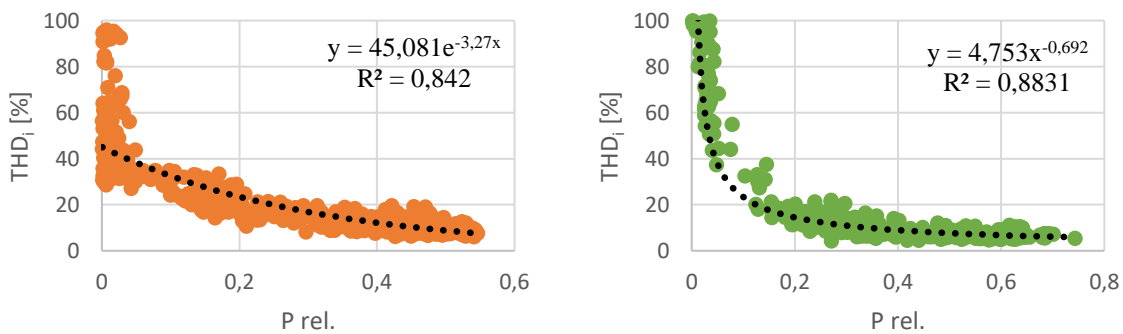 100
80
60
40
20
0
THDᵢ [%]
y = 45,081e⁻³,²⁷ˣ
R² = 0,842
0
0,2
0,4
0,6
P rel.
100
80
60
40
20
0
THDᵢ [%]
y = 4,753x⁻⁰,⁶⁹²
R² = 0,8831
0
0,2
0,4
0,6
0,8
P rel.